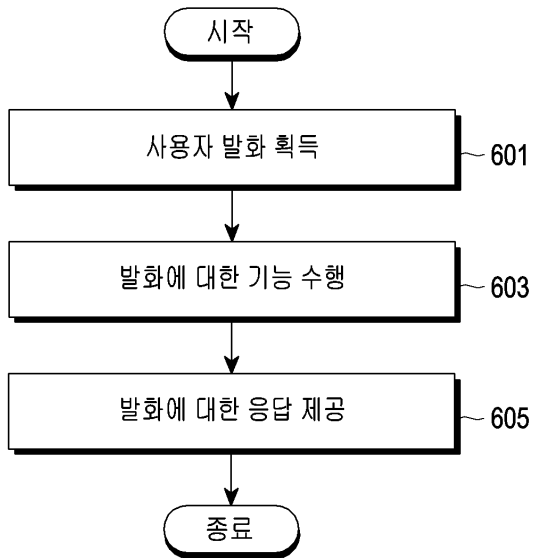 시작
사용자 발화 획득
601
발화에 대한 기능 수행
603
발화에 대한 응답 제공
605
종료